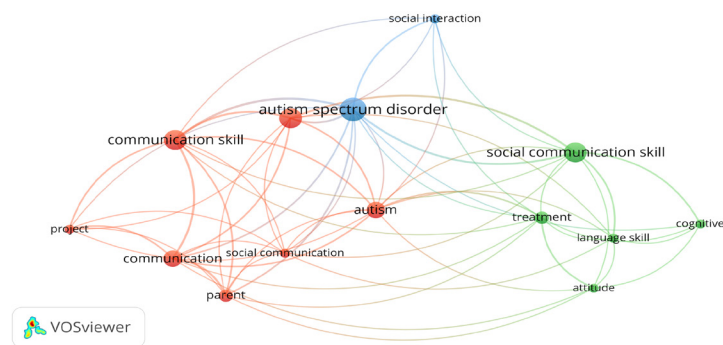 social interaction
autism spectrum disorder
communication skill
social communication skill
autism
treatment
cognitive
project
language skill
communication
social communication
attitude
parent
VOSviewer